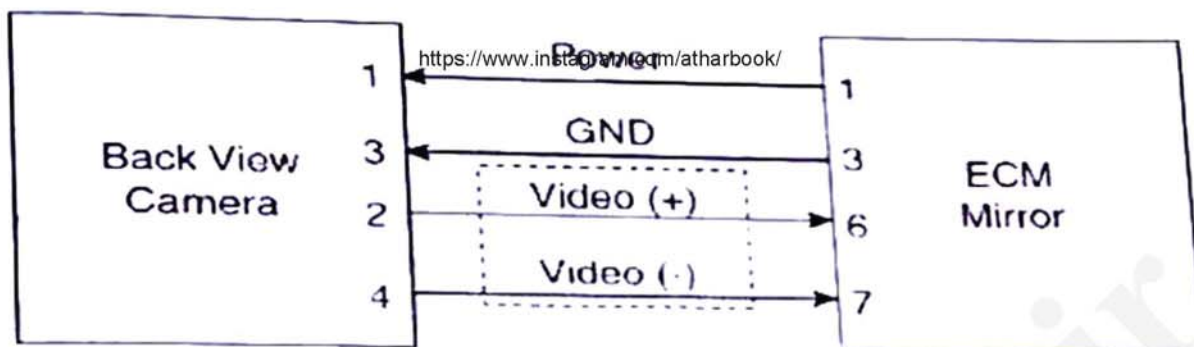 https://www.instagram.com/atharbook/
Power
1
1
GND
3
3
Back View
Camera
ECM
Mirror
Video (+)
2
6
Video (-)
4
7